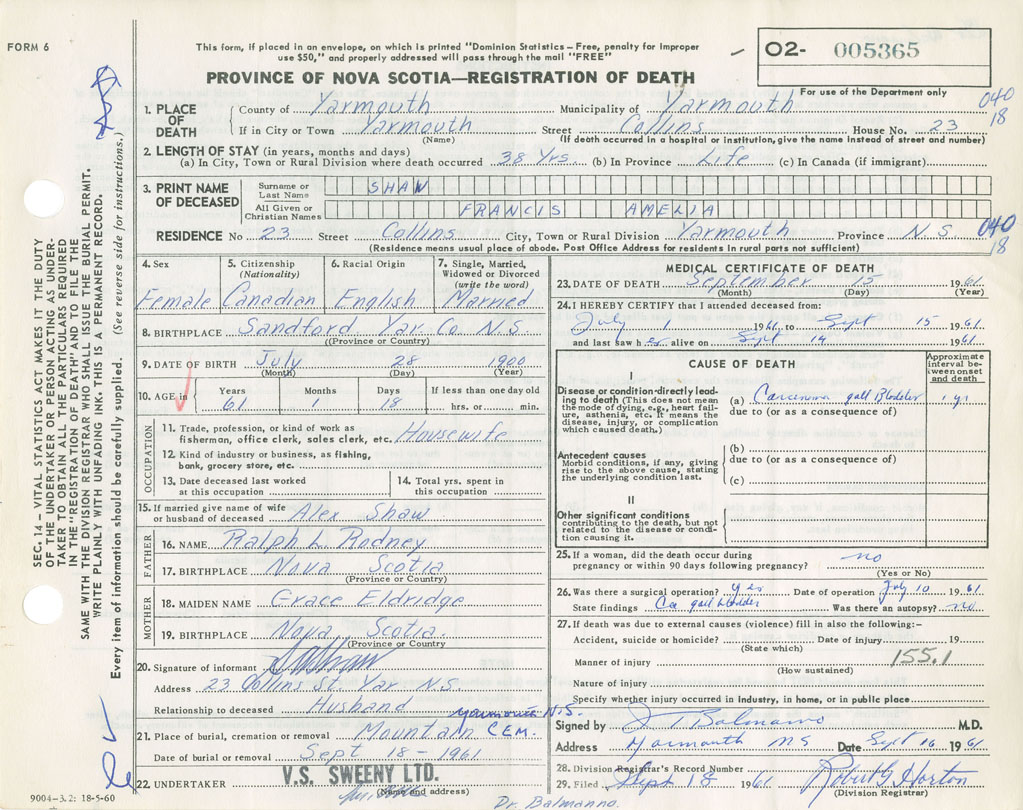 FORM 6
This form, if placed in an envelope, on which is printed "Dominion Statistics – Free, penalty for improper
use $50," and properly addressed will pass through the mail "FREE"
02- 005365
PROVINCE OF NOVA SCOTIA—REGISTRATION OF DEATH
For use of the Department only
040
18
1. PLACE OF DEATH
County of Yarmouth Municipality of Yarmouth
If in City or Town Yarmouth Street Collins House No. 23
(Name) (If death occurred in a hospital or institution, give the name instead of street and number)
2. LENGTH OF STAY (in years, months and days)
(a) In City, Town or Rural Division where death occurred 38 Yrs (b) In Province Life (c) In Canada (if immigrant)
3. PRINT NAME OF DECEASED
Surname or Last Name SHAW
All Given or Christian Names FRANCIS AMELIA
RESIDENCE No 23 Street Collins City, Town or Rural Division Yarmouth Province N.S
040
18
(Residence means usual place of abode. Post Office Address for residents in rural parts not sufficient)
4. Sex
Female
5. Citizenship
(Nationality)
Canadian
6. Racial Origin
English
7. Single, Married,
Widowed or Divorced
(write the word)
Married
8. BIRTHPLACE Sandford Yar. Co. N.S
(Province or Country)
9. DATE OF BIRTH July 28 1900
(Month) (Day) (Year)
10. AGE in
Years Months Days If less than one day old
61 1 18 hrs. or min.
OCCUPATION
11. Trade, profession, or kind of work as
fisherman, office clerk, sales clerk, etc. Housewife
12. Kind of industry or business, as fishing,
bank, grocery store, etc.
13. Date deceased last worked
at this occupation
14. Total yrs. spent in
this occupation
15. If married give name of wife
or husband of deceased Alex Shaw
FATHER
16. NAME Ralph L. Rodney
17. BIRTHPLACE Nova Scotia
(Province or Country)
MOTHER
18. MAIDEN NAME Grace Eldridge
19. BIRTHPLACE Nova Scotia
(Province or Country
20. Signature of informant
Address 23 Collins St. Yar N.S.
Relationship to deceased Husband
Yarmouth N.S.
21. Place of burial, cremation or removal Mountain CEM.
Date of burial or removal Sept 18 – 1961
22. UNDERTAKER V.S. SWEENY LTD.
(Name and address)
9004–3.2: 18-5-60
MEDICAL CERTIFICATE OF DEATH
23. DATE OF DEATH September 15 1961
(Month) (Day) (Year)
24. I HEREBY CERTIFY that I attended deceased from:
July 1 1961 to Sept 15 1961
and last saw her alive on Sept 14 1961
CAUSE OF DEATH
Approximate
interval be-
tween onset
and death
I
Disease or condition directly lead-
ing to death (This does not mean
the mode of dying, e.g., heart fail-
ure, asthenia, etc. It means the
disease, injury, or complication
which caused death.)
(a) Carcinoma gall Bladder 1 yr
due to (or as a consequence of)
Antecedent causes
Morbid conditions, if any, giving
rise to the above cause, stating
the underlying condition last.
(b)
due to (or as a consequence of)
(c)
II
Other significant conditions
contributing to the death, but not
related to the disease or condi-
tion causing it.
25. If a woman, did the death occur during
pregnancy or within 90 days following pregnancy? no
(Yes or No)
26. Was there a surgical operation? Yes Date of operation July 10 1961
State findings Ca gall bladder Was there an autopsy? no
27. If death was due to external causes (violence) fill in also the following:–
Accident, suicide or homicide? Date of injury 19
(State which)
155.1
Manner of injury
(How sustained)
Nature of injury
Specify whether injury occurred in industry, in home, or in public place
Signed by Balmanno M.D.
Address Yarmouth NS Date Sept 16 1961
28. Division Registrar's Record Number
29. Filed Sept 18 1961 Robert G Horton
(Division Registrar)
Dr. Balmanno.
SEC. 14 – VITAL STATISTICS ACT MAKES IT THE DUTY
OF THE UNDERTAKER OR PERSON ACTING AS UNDER-
TAKER TO OBTAIN ALL THE PARTICULARS REQUIRED
IN THE "REGISTRATION OF DEATH" AND TO FILE THE
SAME WITH THE DIVISION REGISTRAR WHO SHALL ISSUE THE BURIAL PERMIT.
WRITE PLAINLY WITH UNFADING INK. THIS IS A PERMANENT RECORD.
Every item of information should be carefully supplied. (See reverse side for instructions.)